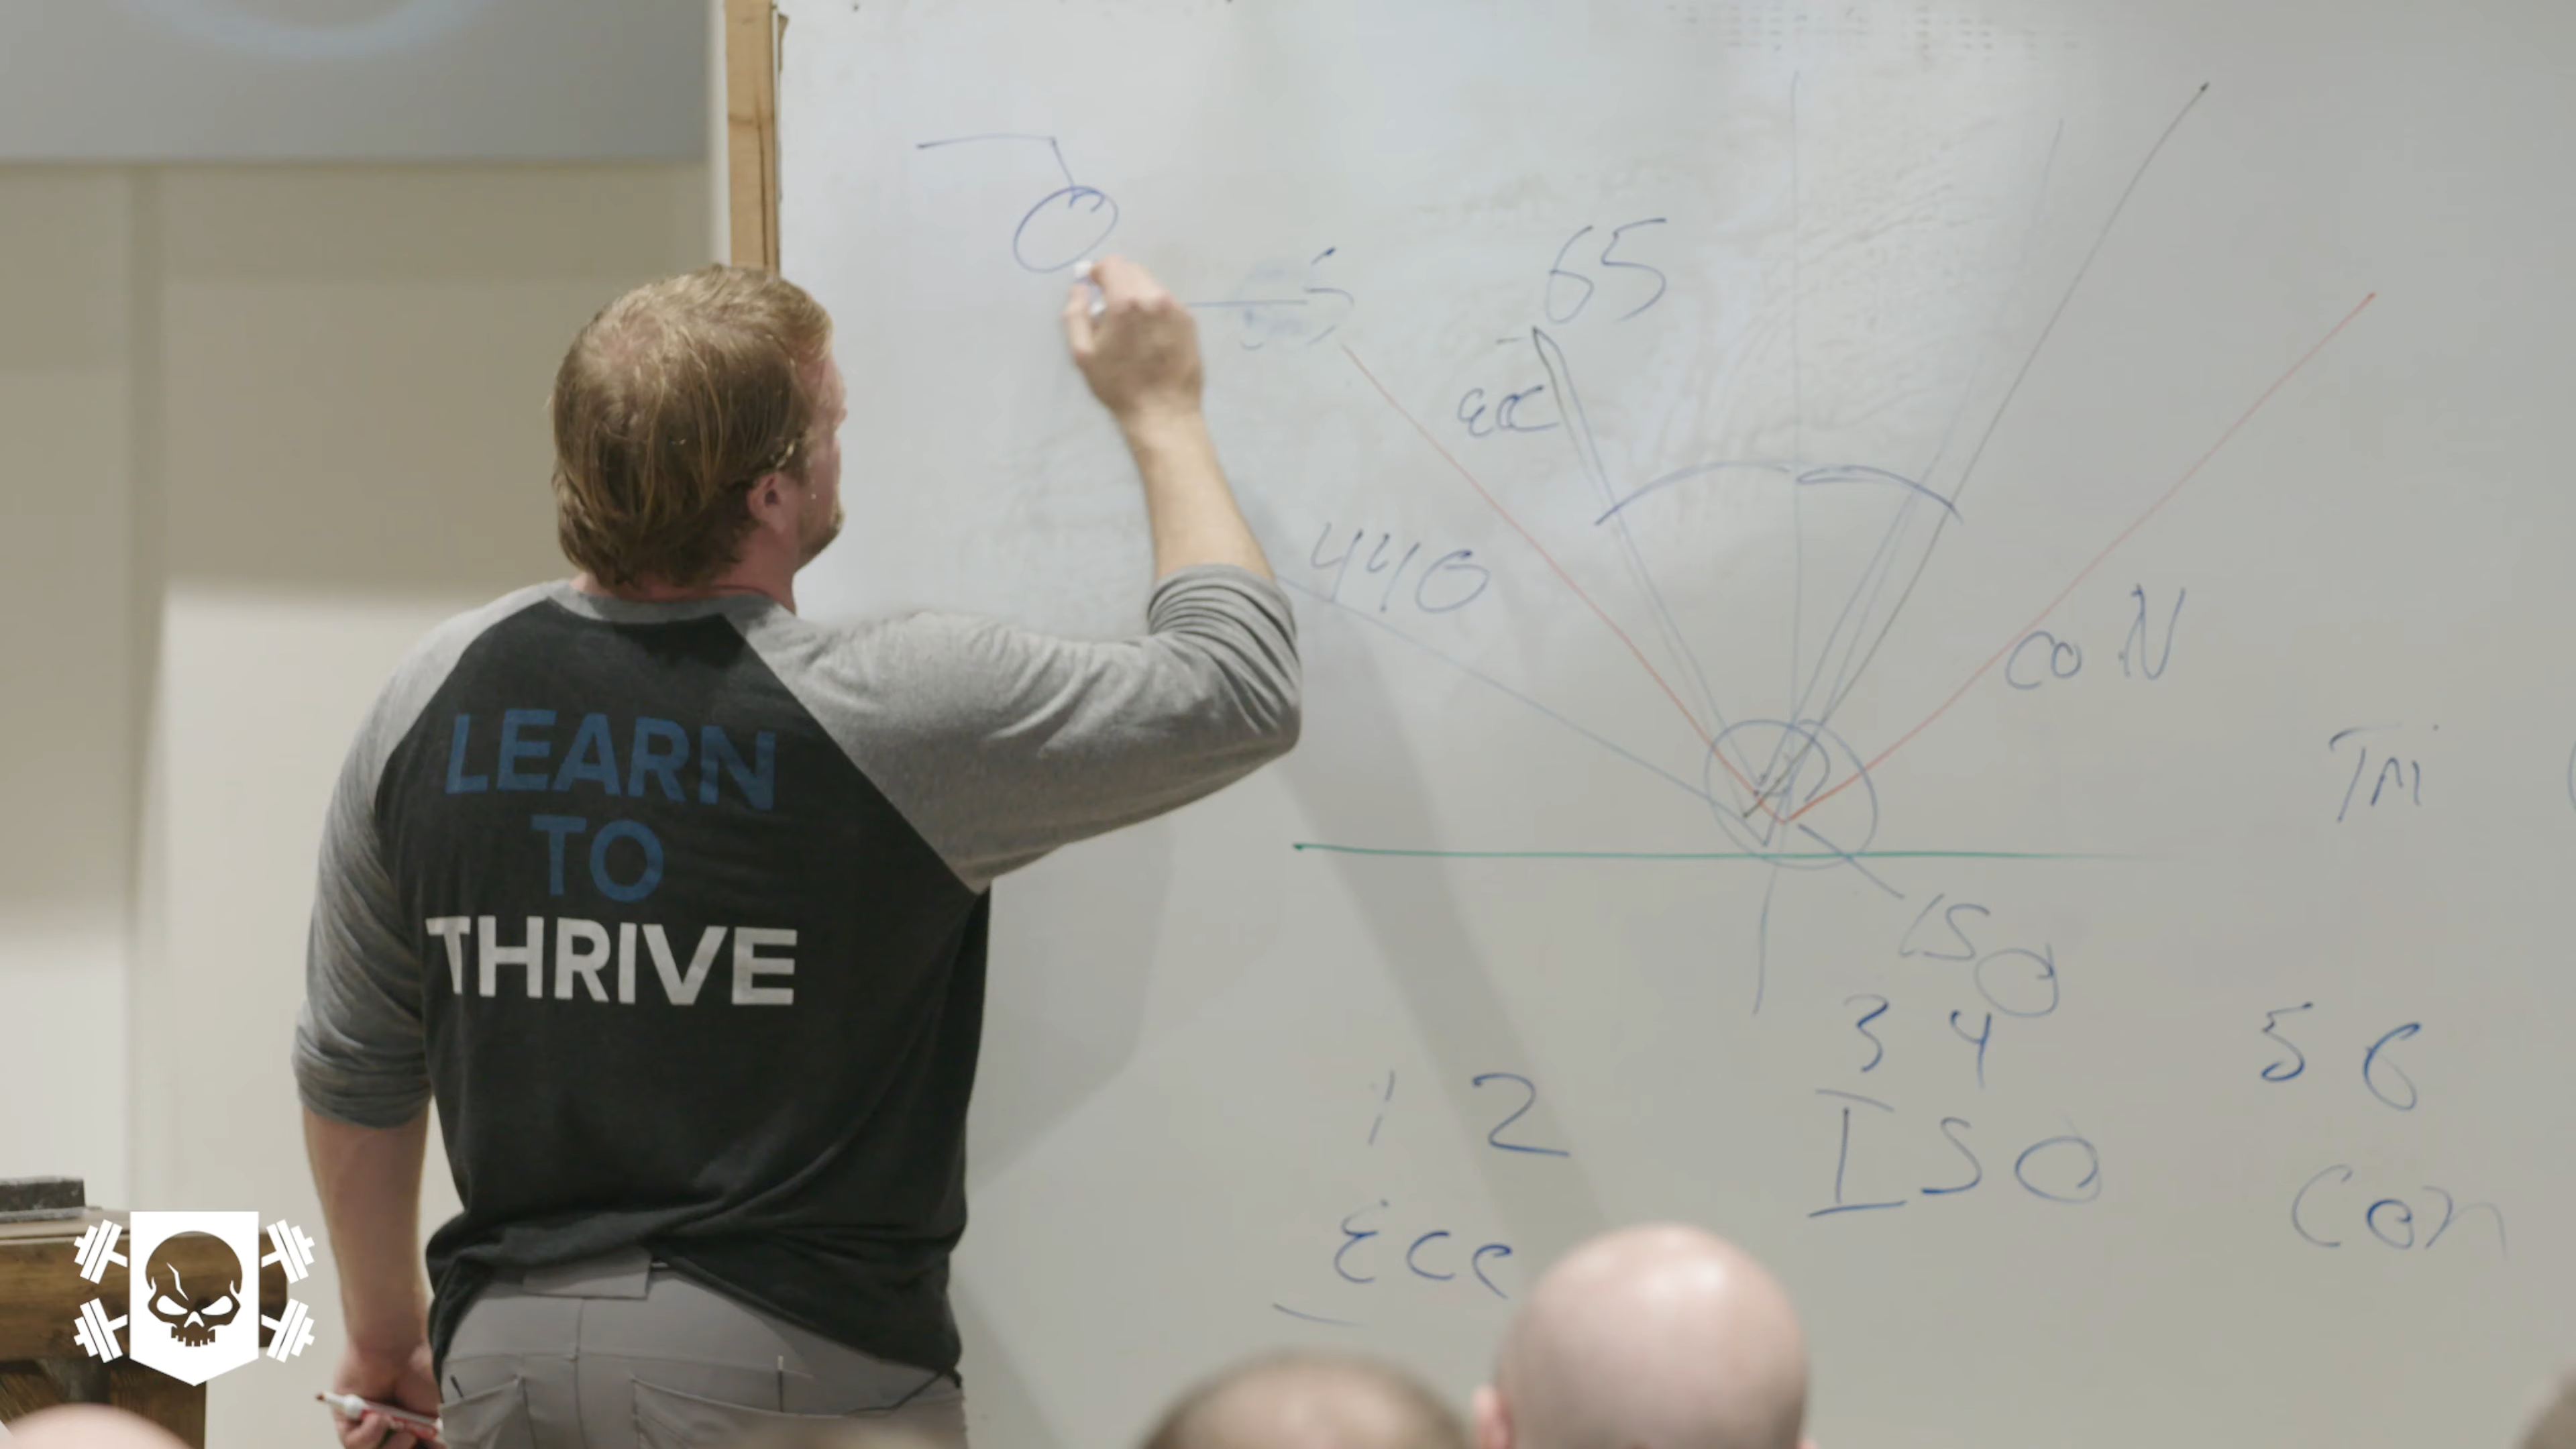 65
Ecc
440
CON
Tri
ISO
3 4
5 6
1 2
ISO
Con
Ecc
LEARN
TO
THRIVE